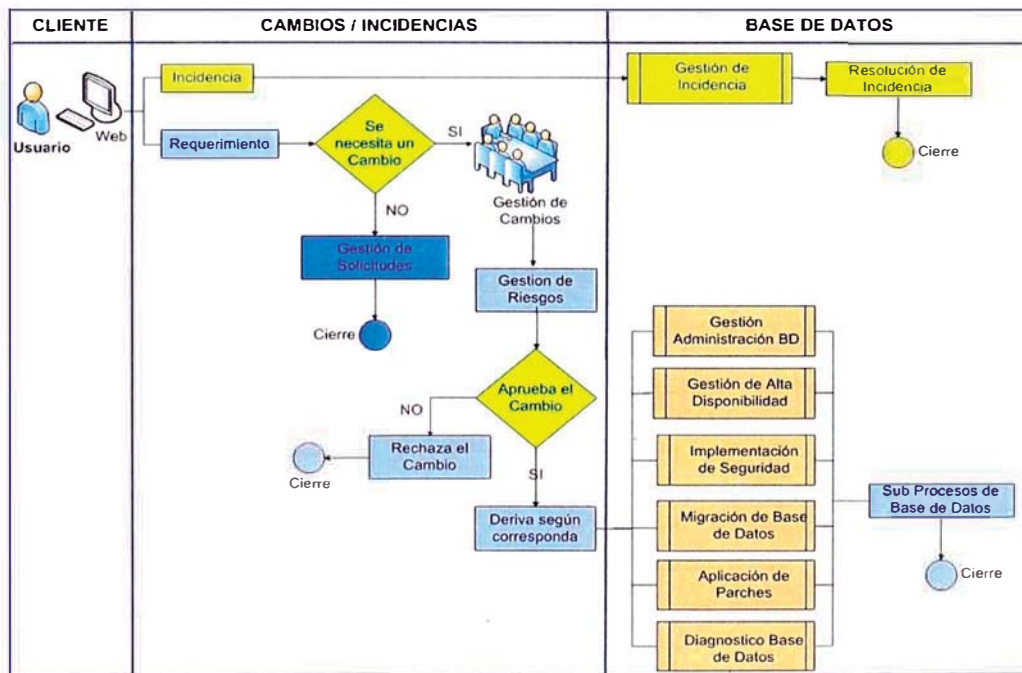 CLIENTE
CAMBIOS / INCIDENCIAS
BASE DE DATOS
Usuario
Web
Incidencia
Requerimiento
Se
necesita un
Cambio
SI
NO
Gestión de
Cambios
Gestión de
Solicitudes
Cierre
Gestion de
Riesgos
Aprueba el
Cambio
NO
Rechaza el
Cambio
Cierre
SI
Deriva según
corresponda
Gestión de
Incidencia
Resolución de
Incidencia
Cierre
Gestión
Administración BD
Gestión de Alta
Disponibilidad
Implementación
de Seguridad
Migración de Base
de Datos
Aplicación de
Parches
Diagnostico Base
de Datos
Sub Procesos de
Base de Datos
Cierre